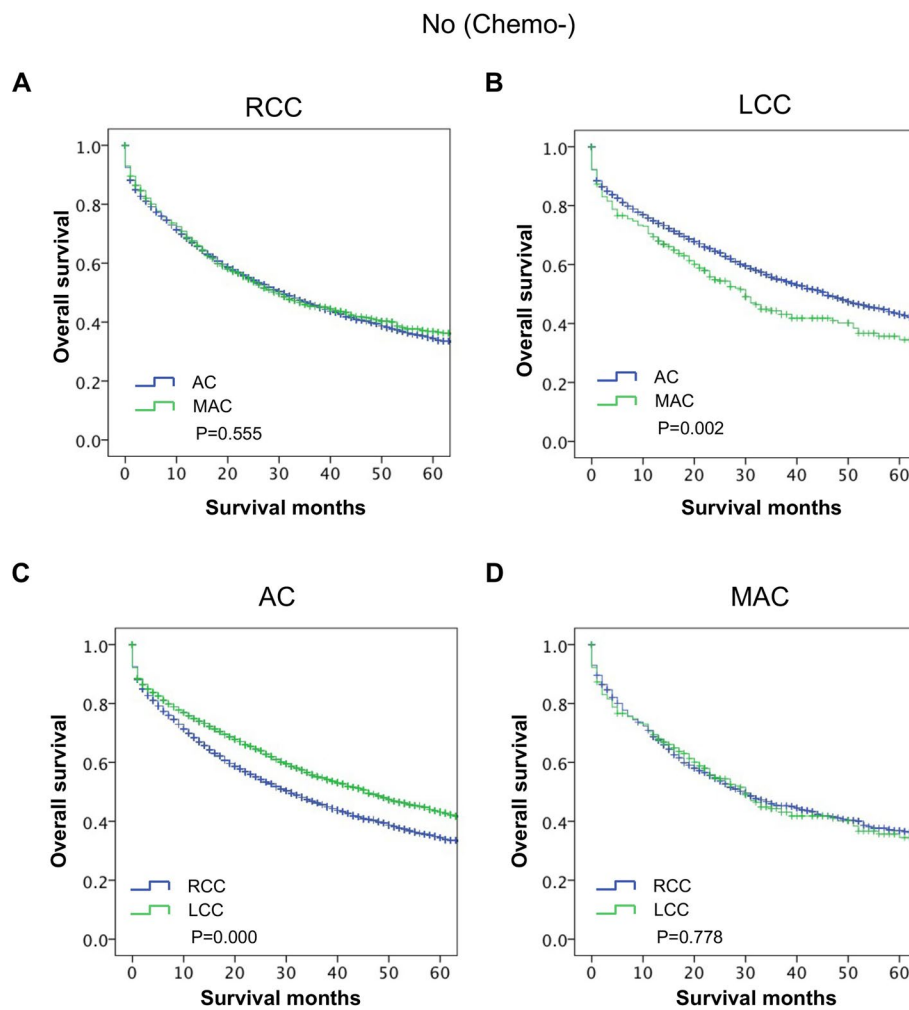 No (Chemo-)
A
RCC
Overall survival
1.0
0.8
0.6
0.4
0.2
0.0
AC
MAC
P=0.555
0 10 20 30 40 50 60
Survival months
B
LCC
Overall survival
1.0
0.8
0.6
0.4
0.2
0.0
AC
MAC
P=0.002
0 10 20 30 40 50 60
Survival months
C
AC
Overall survival
1.0
0.8
0.6
0.4
0.2
0.0
RCC
LCC
P=0.000
0 10 20 30 40 50 60
Survival months
D
MAC
Overall survival
1.0
0.8
0.6
0.4
0.2
0.0
RCC
LCC
P=0.778
0 10 20 30 40 50 60
Survival months